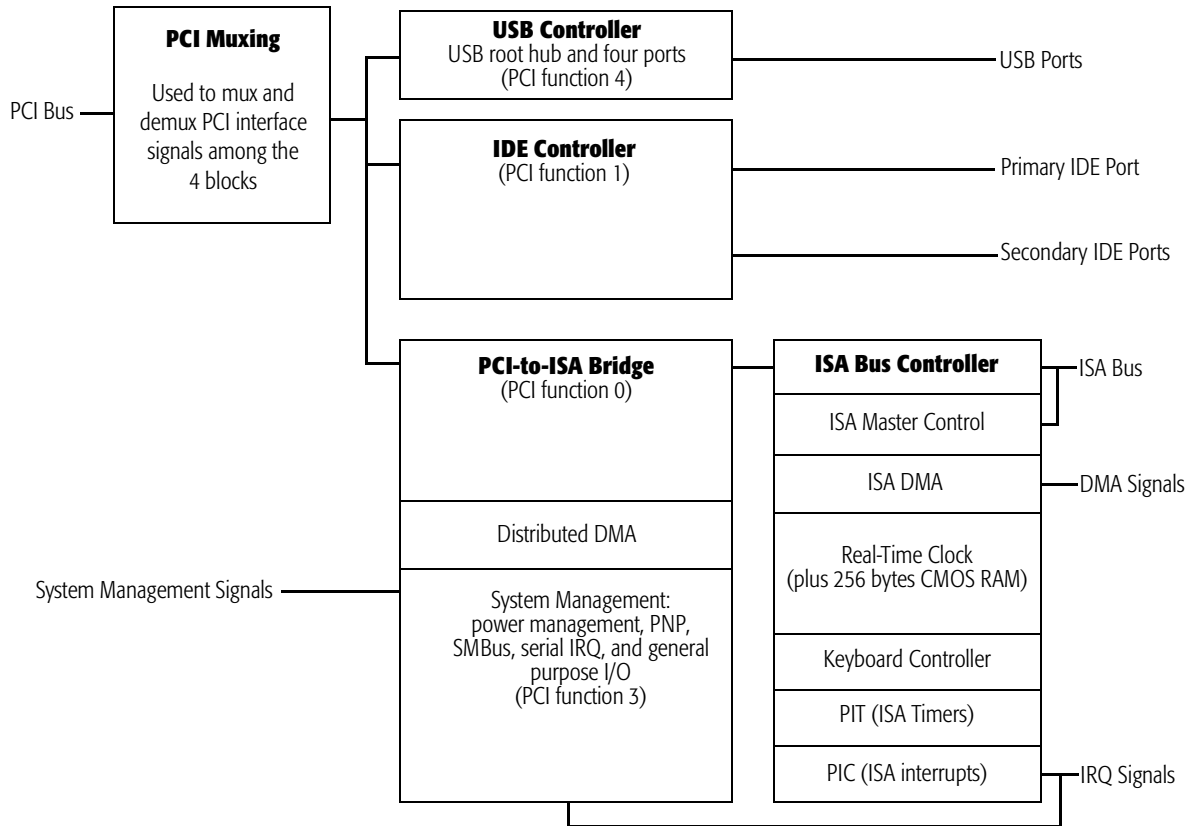 PCI Bus
PCI Muxing
Used to mux and
demux PCI interface
signals among the
4 blocks
USB Controller
USB root hub and four ports
(PCI function 4)
USB Ports
IDE Controller
(PCI function 1)
Primary IDE Port
Secondary IDE Ports
PCI-to-ISA Bridge
(PCI function 0)
Distributed DMA
System Management Signals
System Management:
power management, PNP,
SMBus, serial IRQ, and general
purpose I/O
(PCI function 3)
ISA Bus Controller
ISA Bus
ISA Master Control
ISA DMA
DMA Signals
Real-Time Clock
(plus 256 bytes CMOS RAM)
Keyboard Controller
PIT (ISA Timers)
PIC (ISA interrupts)
IRQ Signals